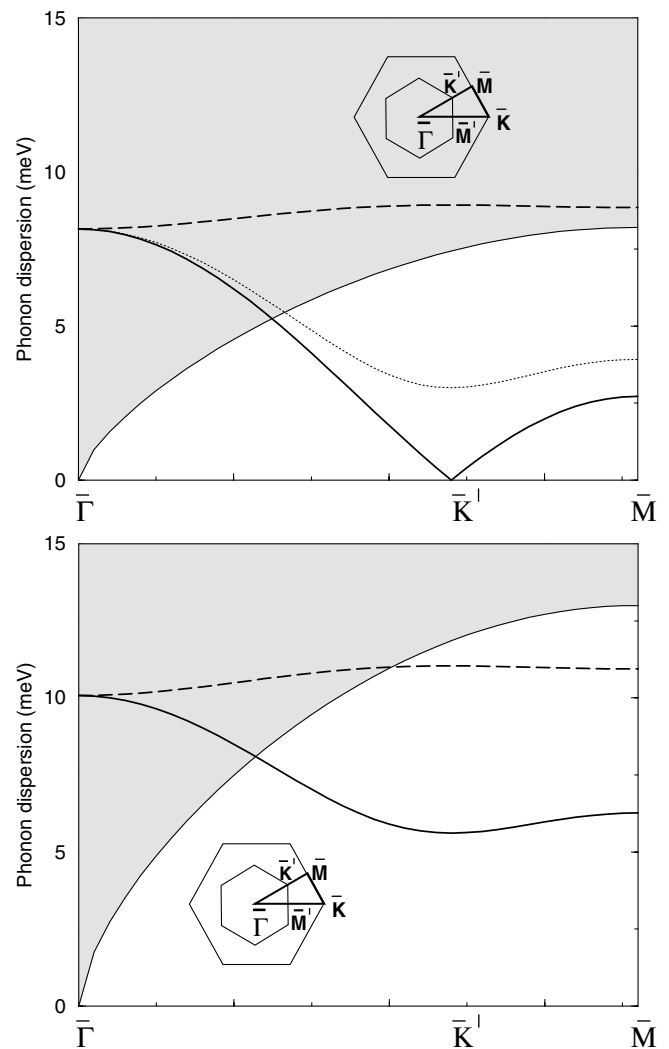 15
10
5
0
Phonon dispersion (meV)
K̅' M̅
Γ̅ M̅' K̅
Γ̅ K̅' M̅
15
10
5
0
Phonon dispersion (meV)
K̅' M̅
Γ̅ M̅' K̅
Γ̅ K̅' M̅